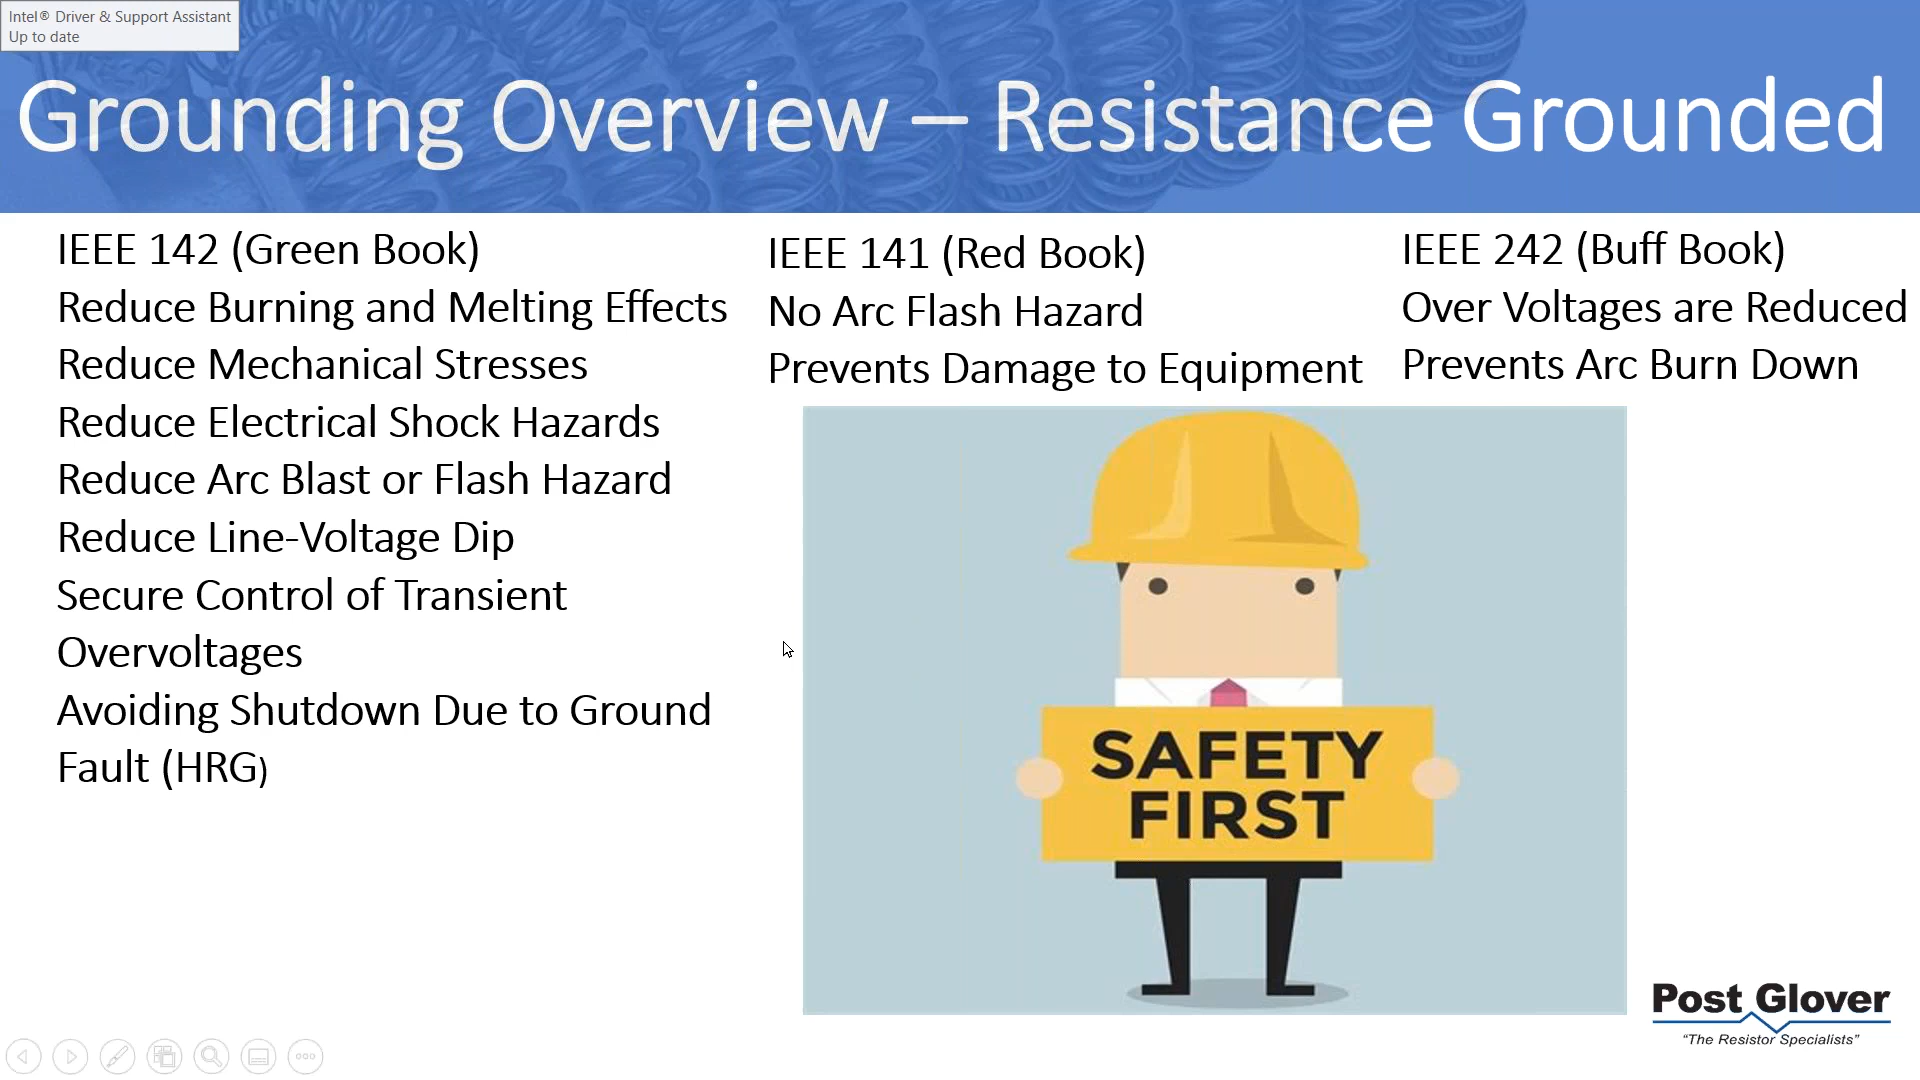 Intel® Driver & Support Assistant
Up to date
Grounding Overview – Resistance Grounded
IEEE 142 (Green Book)
Reduce Burning and Melting Effects
Reduce Mechanical Stresses
Reduce Electrical Shock Hazards
Reduce Arc Blast or Flash Hazard
Reduce Line-Voltage Dip
Secure Control of Transient
Overvoltages
Avoiding Shutdown Due to Ground
Fault (HRG)
IEEE 141 (Red Book)
No Arc Flash Hazard
Prevents Damage to Equipment
IEEE 242 (Buff Book)
Over Voltages are Reduced
Prevents Arc Burn Down
SAFETY
FIRST
Post Glover
“The Resistor Specialists”